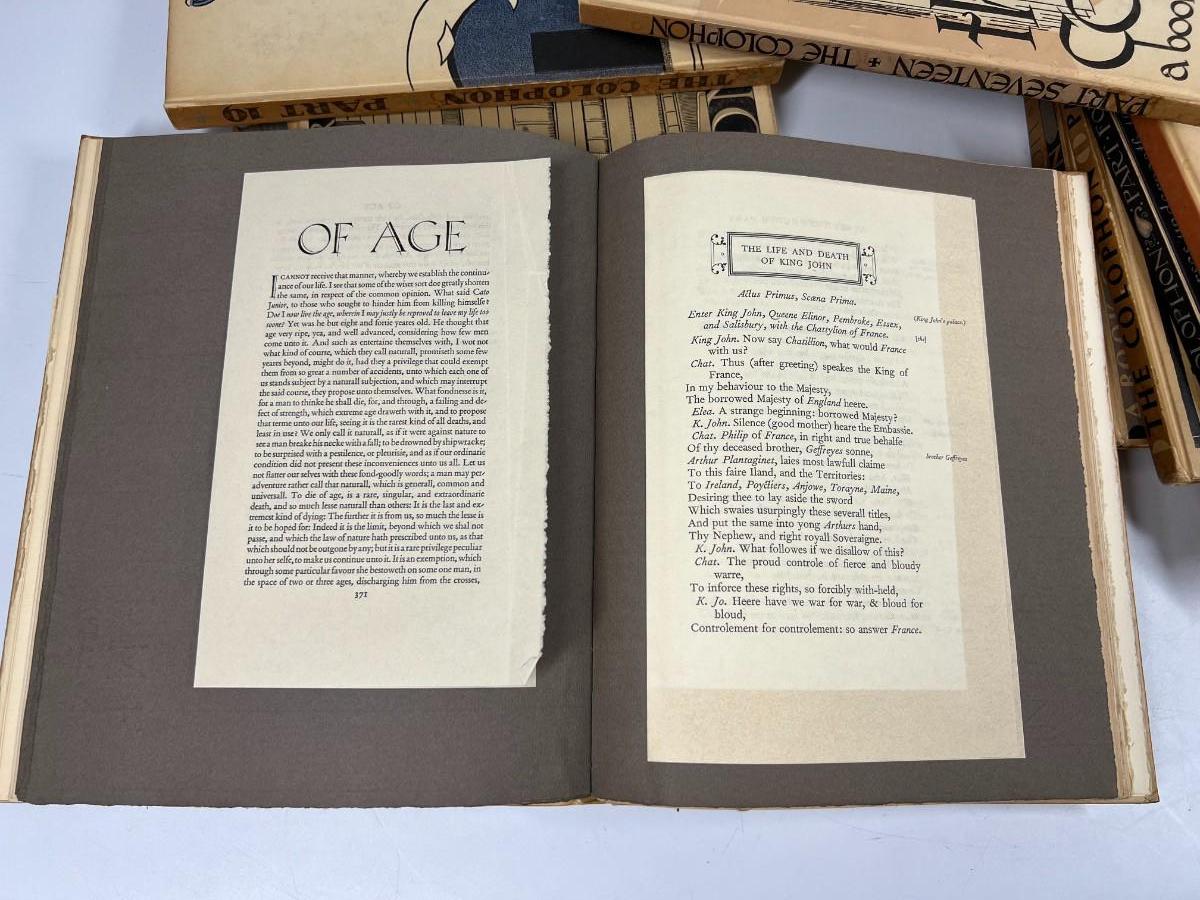 THE COLOPHON
PART 19
PART SEVENTEEN + THE COLOPHON
a boo
OF AGE
I CANNOT receive that manner, whereby we establish the continu-
ance of our life. I see that some of the wiser sort doe greatly shorten
the same, in respect of the common opinion. What said Cato
Junior, to those who sought to hinder him from killing himselfe?
Doe I now live the age, wherein I may justly be reproved to leave my life too
soone? Yet was he but eight and fortie yeares old. He thought that
age very ripe, yea, and well advanced, considering how few men
come unto it. And such as entertaine themselves with, I wot not
what kind of course, which they call naturall, promiseth some few
yeares beyond, might do it, had they a privilege that could exempt
them from so great a number of accidents, unto which each one of
us stands subject by a naturall subjection, and which may interrupt
the said course, they propose unto themselves. What fondnesse is it,
for a man to thinke he shall die, for, and through, a failing and de-
fect of strength, which extreme age draweth with it, and to propose
that terme unto our life, seeing it is the rarest kind of all deaths, and
least in use? We only call it naturall, as if it were against nature to
see a man breake his necke with a fall; to be drowned by shipwracke;
to be surprised with a pestilence, or pleurisie, and as if our ordinarie
condition did not present these inconveniences unto us all. Let us
not flatter our selves with these fond-goodly words; a man may per-
adventure rather call that naturall, which is generall, common and
universall. To die of age, is a rare, singular, and extraordinarie
death, and so much lesse naturall than others: It is the last and ex-
tremest kind of dying: The further it is from us, so much the lesse is
it to be hoped for: Indeed it is the limit, beyond which we shall not
passe, and which the law of nature hath prescribed unto us, as that
which should not be outgone by any; but it is a rare privilege peculiar
unto her selfe, to make us continue unto it. It is an exemption, which
through some particular favour she bestoweth on some one man, in
the space of two or three ages, discharging him from the crosses,
371
THE LIFE AND DEATH
OF KING JOHN
Actus Primus, Scæna Prima.
Enter King John, Queene Elinor, Pembroke, Essex,
(King John's palace.)
and Salisbury, with the Chattylion of France.
[the]
King John. Now say Chatillion, what would France
with us?
Chat. Thus (after greeting) speakes the King of
France,
In my behaviour to the Majesty,
The borrowed Majesty of England heere.
Elea. A strange beginning: borrowed Majesty?
K. John. Silence (good mother) heare the Embassie.
Chat. Philip of France, in right and true behalfe
Of thy deceased brother, Geffreyes sonne,
brother Geffreyes
Arthur Plantaginet, laies most lawfull claime
To this faire Iland, and the Territories:
To Ireland, Poyctiers, Anjowe, Torayne, Maine,
Desiring thee to lay aside the sword
Which swaies usurpingly these severall titles,
And put the same into yong Arthurs hand,
Thy Nephew, and right royall Soveraigne.
K. John. What followes if we disallow of this?
Chat. The proud controle of fierce and bloudy
warre,
To inforce these rights, so forcibly with-held,
K. Jo. Heere have we war for war, & bloud for
bloud,
Controlement for controlement: so answer France.
THE COLOPHON